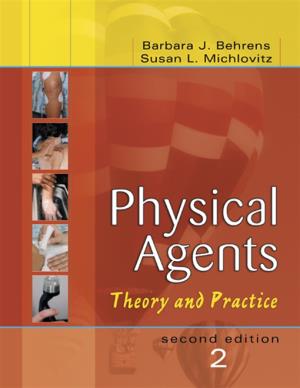 Barbara J. Behrens
Susan L. Michlovitz
Physical
Agents
Theory and Practice
second edition
2